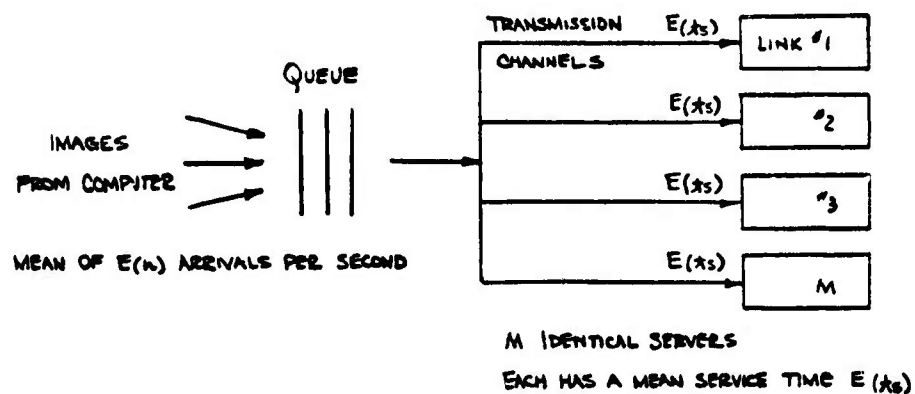 TRANSMISSION
CHANNELS
E(ts)
LINK #1
QUEUE
E(ts)
#2
IMAGES
FROM COMPUTER
E(ts)
#3
MEAN OF E(n) ARRIVALS PER SECOND
E(ts)
M
M IDENTICAL SERVERS
EACH HAS A MEAN SERVICE TIME E(ts)